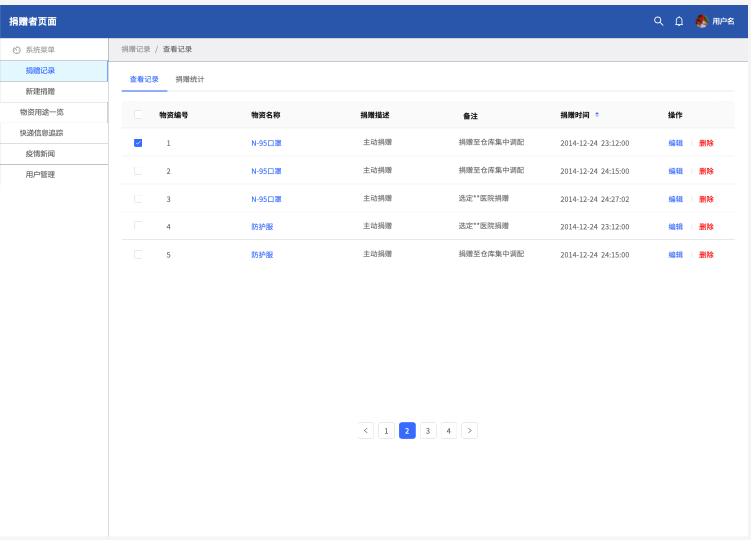 捐赠者页面
用户名
系统菜单
捐赠记录
新建捐赠
物资用途一览
快递信息追踪
疫情新闻
用户管理
捐赠记录 / 查看记录
查看记录 捐赠统计
物资编号 物资名称 捐赠描述 备注 捐赠时间 操作
1 N-95口罩 主动捐赠 捐赠至仓库集中调配 2014-12-24 23:12:00 编辑 删除
2 N-95口罩 主动捐赠 捐赠至仓库集中调配 2014-12-24 24:15:00 编辑 删除
3 N-95口罩 主动捐赠 选定**医院捐赠 2014-12-24 24:27:02 编辑 删除
4 防护服 主动捐赠 选定**医院捐赠 2014-12-24 23:12:00 编辑 删除
5 防护服 主动捐赠 捐赠至仓库集中调配 2014-12-24 24:15:00 编辑 删除
< 1 2 3 4 >